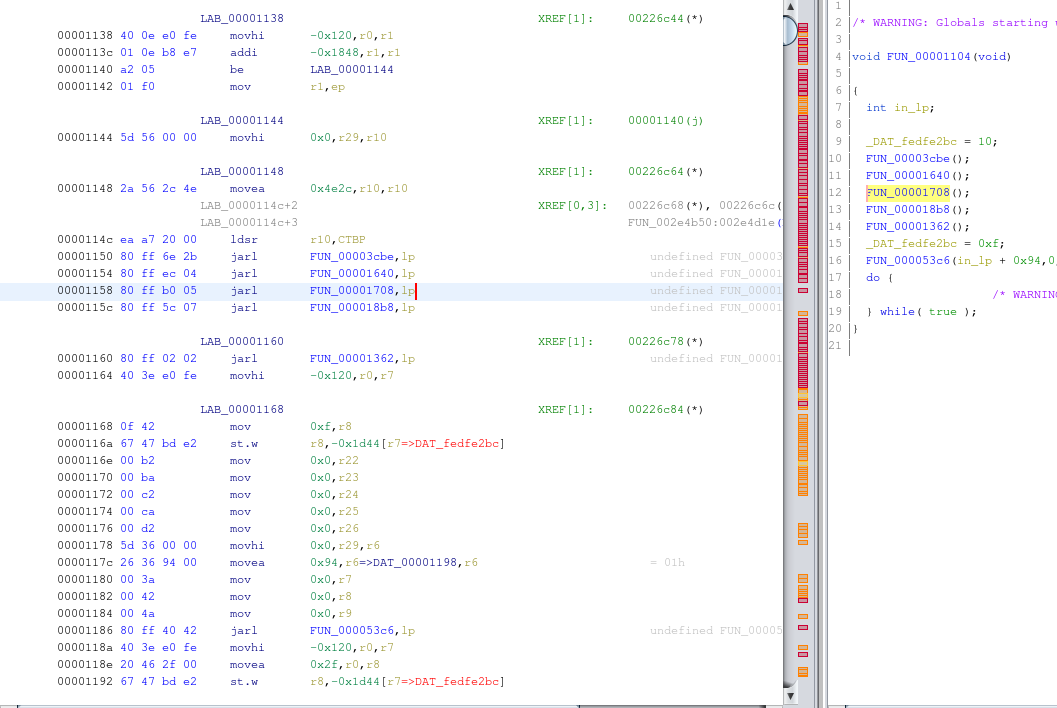 LAB_00001138 XREF[1]: 00226c44(*)
00001138 40 0e e0 fe movhi -0x120,r0,r1
0000113c 01 0e b8 e7 addi -0x1848,r1,r1
00001140 a2 05 be LAB_00001144
00001142 01 f0 mov r1,ep
LAB_00001144 XREF[1]: 00001140(j)
00001144 5d 56 00 00 movhi 0x0,r29,r10
LAB_00001148 XREF[1]: 00226c64(*)
00001148 2a 56 2c 4e movea 0x4e2c,r10,r10
LAB_0000114c+2 XREF[0,3]: 00226c68(*), 00226c6c(
LAB_0000114c+3 FUN_002e4b50:002e4d1e(
0000114c ea a7 20 00 ldsr r10,CTBP
00001150 80 ff 6e 2b jarl FUN_00003cbe,lp undefined FUN_00003
00001154 80 ff ec 04 jarl FUN_00001640,lp undefined FUN_00001
00001158 80 ff b0 05 jarl FUN_00001708,lp undefined FUN_00001
0000115c 80 ff 5c 07 jarl FUN_000018b8,lp undefined FUN_00001
LAB_00001160 XREF[1]: 00226c78(*)
00001160 80 ff 02 02 jarl FUN_00001362,lp undefined FUN_00001
00001164 40 3e e0 fe movhi -0x120,r0,r7
LAB_00001168 XREF[1]: 00226c84(*)
00001168 0f 42 mov 0xf,r8
0000116a 67 47 bd e2 st.w r8,-0x1d44[r7=>DAT_fedfe2bc]
0000116e 00 b2 mov 0x0,r22
00001170 00 ba mov 0x0,r23
00001172 00 c2 mov 0x0,r24
00001174 00 ca mov 0x0,r25
00001176 00 d2 mov 0x0,r26
00001178 5d 36 00 00 movhi 0x0,r29,r6
0000117c 26 36 94 00 movea 0x94,r6=>DAT_00001198,r6 = 01h
00001180 00 3a mov 0x0,r7
00001182 00 42 mov 0x0,r8
00001184 00 4a mov 0x0,r9
00001186 80 ff 40 42 jarl FUN_000053c6,lp undefined FUN_00005
0000118a 40 3e e0 fe movhi -0x120,r0,r7
0000118e 20 46 2f 00 movea 0x2f,r0,r8
00001192 67 47 bd e2 st.w r8,-0x1d44[r7=>DAT_fedfe2bc]
1
2 /* WARNING: Globals starting
3
4 void FUN_00001104(void)
5
6 {
7 int in_lp;
8
9 _DAT_fedfe2bc = 10;
10 FUN_00003cbe();
11 FUN_00001640();
12 FUN_00001708();
13 FUN_000018b8();
14 FUN_00001362();
15 _DAT_fedfe2bc = 0xf;
16 FUN_000053c6(in_lp + 0x94,0,
17 do {
18 /* WARNING
19 } while( true );
20 }
21